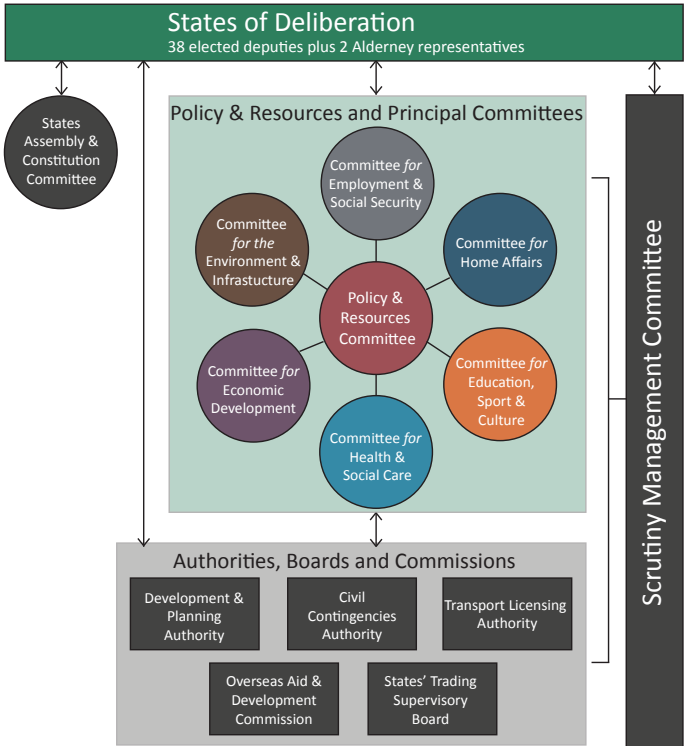 States of Deliberation
38 elected deputies plus 2 Alderney representatives
States
Assembly &
Constitution
Committee
Policy & Resources and Principal Committees
Committee for
Employment &
Social Security
Committee
for the
Environment &
Infrastucture
Committee for
Home Affairs
Policy &
Resources
Committee
Committee for
Economic
Development
Committee for
Education,
Sport &
Culture
Committee for
Health &
Social Care
Scrutiny Management Committee
Authorities, Boards and Commissions
Development &
Planning
Authority
Civil
Contingencies
Authority
Transport Licensing
Authority
Overseas Aid &
Development
Commission
States’ Trading
Supervisory
Board